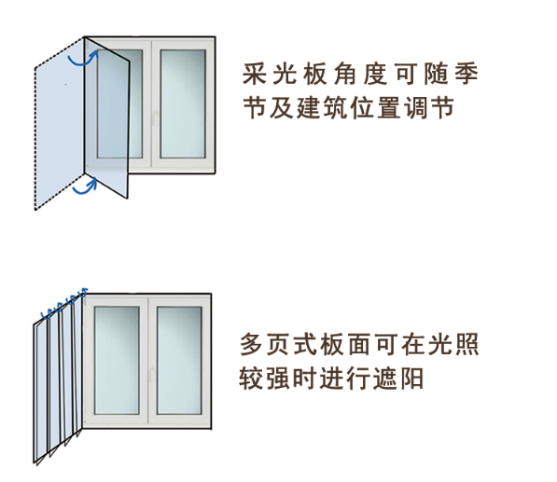 采光板角度可随季
节及建筑位置调节
多页式板面可在光照
较强时进行遮阳